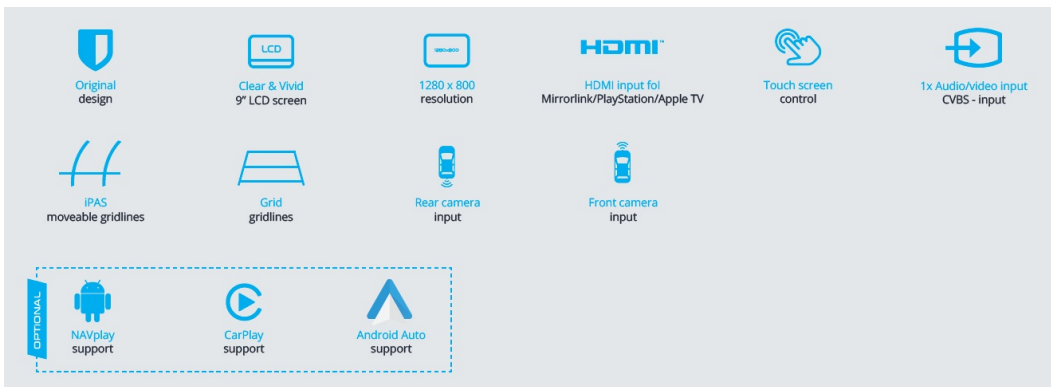 LCD
1280x800
HDMI™
Original
design
Clear & Vivid
9" LCD screen
1280 x 800
resolution
HDMI input fol
Mirrorlink/PlayStation/Apple TV
Touch screen
control
1x Audio/video input
CVBS - input
iPAS
moveable gridlines
Grid
gridlines
Rear camera
input
Front camera
input
OPTIONAL
NAVplay
support
CarPlay
support
Android Auto
support